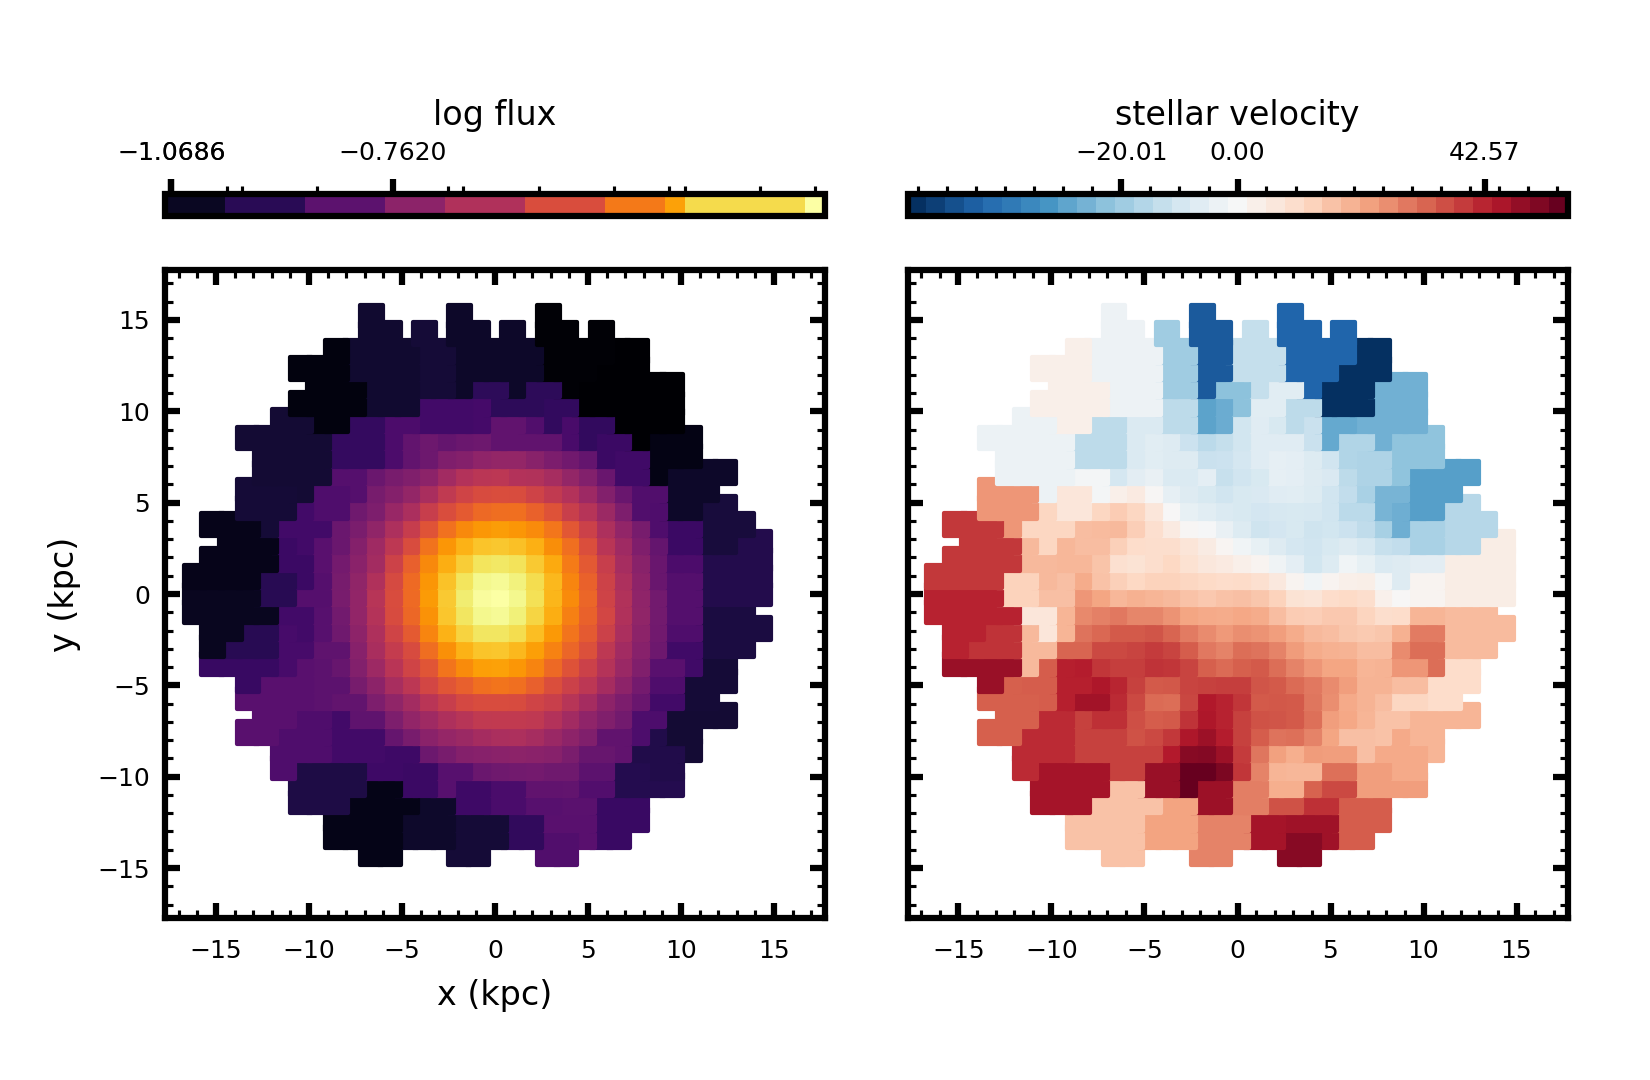 log flux
stellar velocity
−1.0686 −0.7620
−20.01 0.00 42.57
15
10
5
0
−5
−10
−15
y (kpc)
−15 −10 −5 0 5 10 15
−15 −10 −5 0 5 10 15
x (kpc)